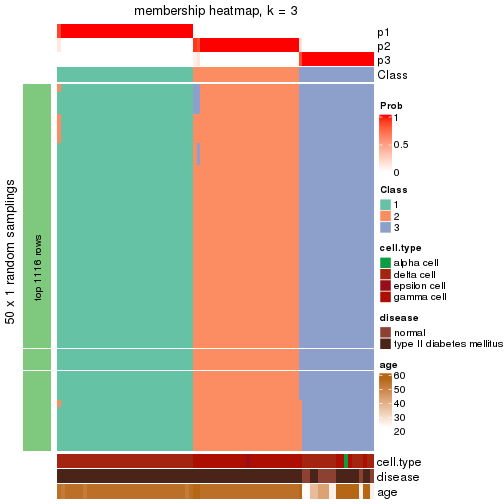 membership heatmap, k = 3
p1
p2
p3
Class
50 x 1 random samplings
top 1116 rows
Prob
1
0.5
0
Class
1
2
3
cell.type
alpha cell
delta cell
epsilon cell
gamma cell
disease
normal
type II diabetes mellitus
age
60
50
40
30
20
cell.type
disease
age